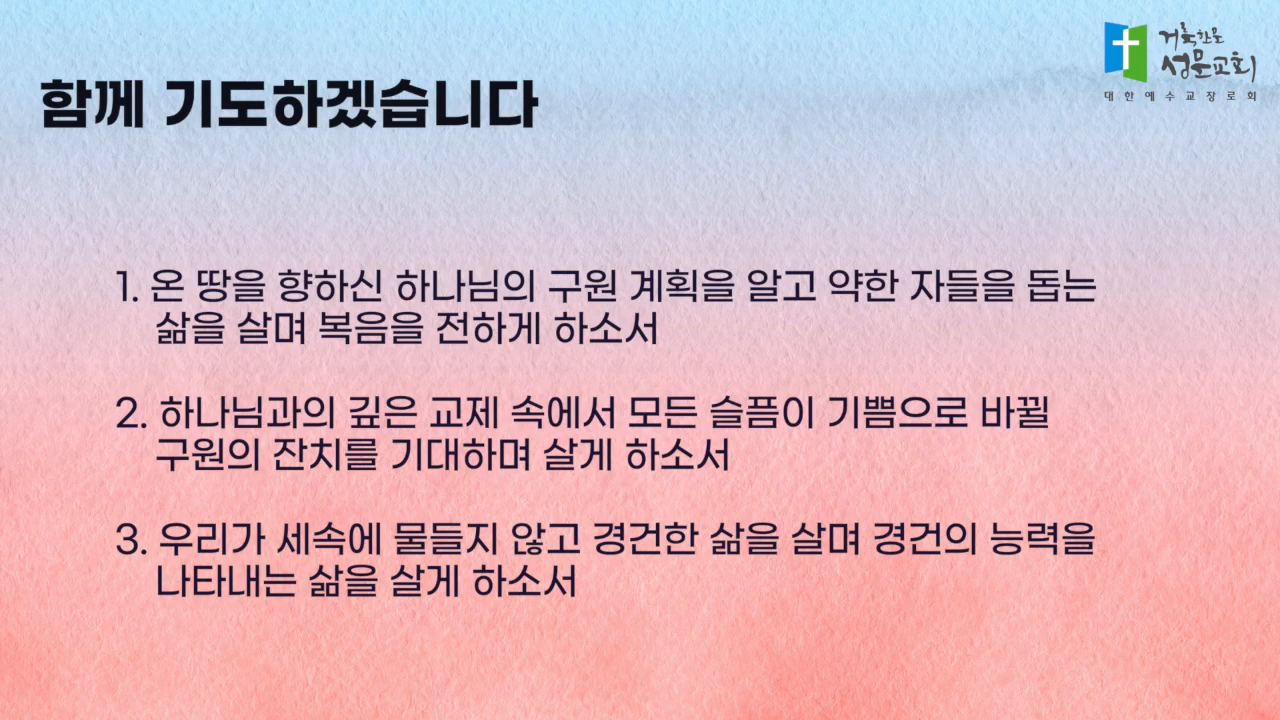 거룩한문
성문교회
대한예수교장로회
함께 기도하겠습니다
1. 온 땅을 향하신 하나님의 구원 계획을 알고 약한 자들을 돕는
삶을 살며 복음을 전하게 하소서
2. 하나님과의 깊은 교제 속에서 모든 슬픔이 기쁨으로 바뀔
구원의 잔치를 기대하며 살게 하소서
3. 우리가 세속에 물들지 않고 경건한 삶을 살며 경건의 능력을
나타내는 삶을 살게 하소서